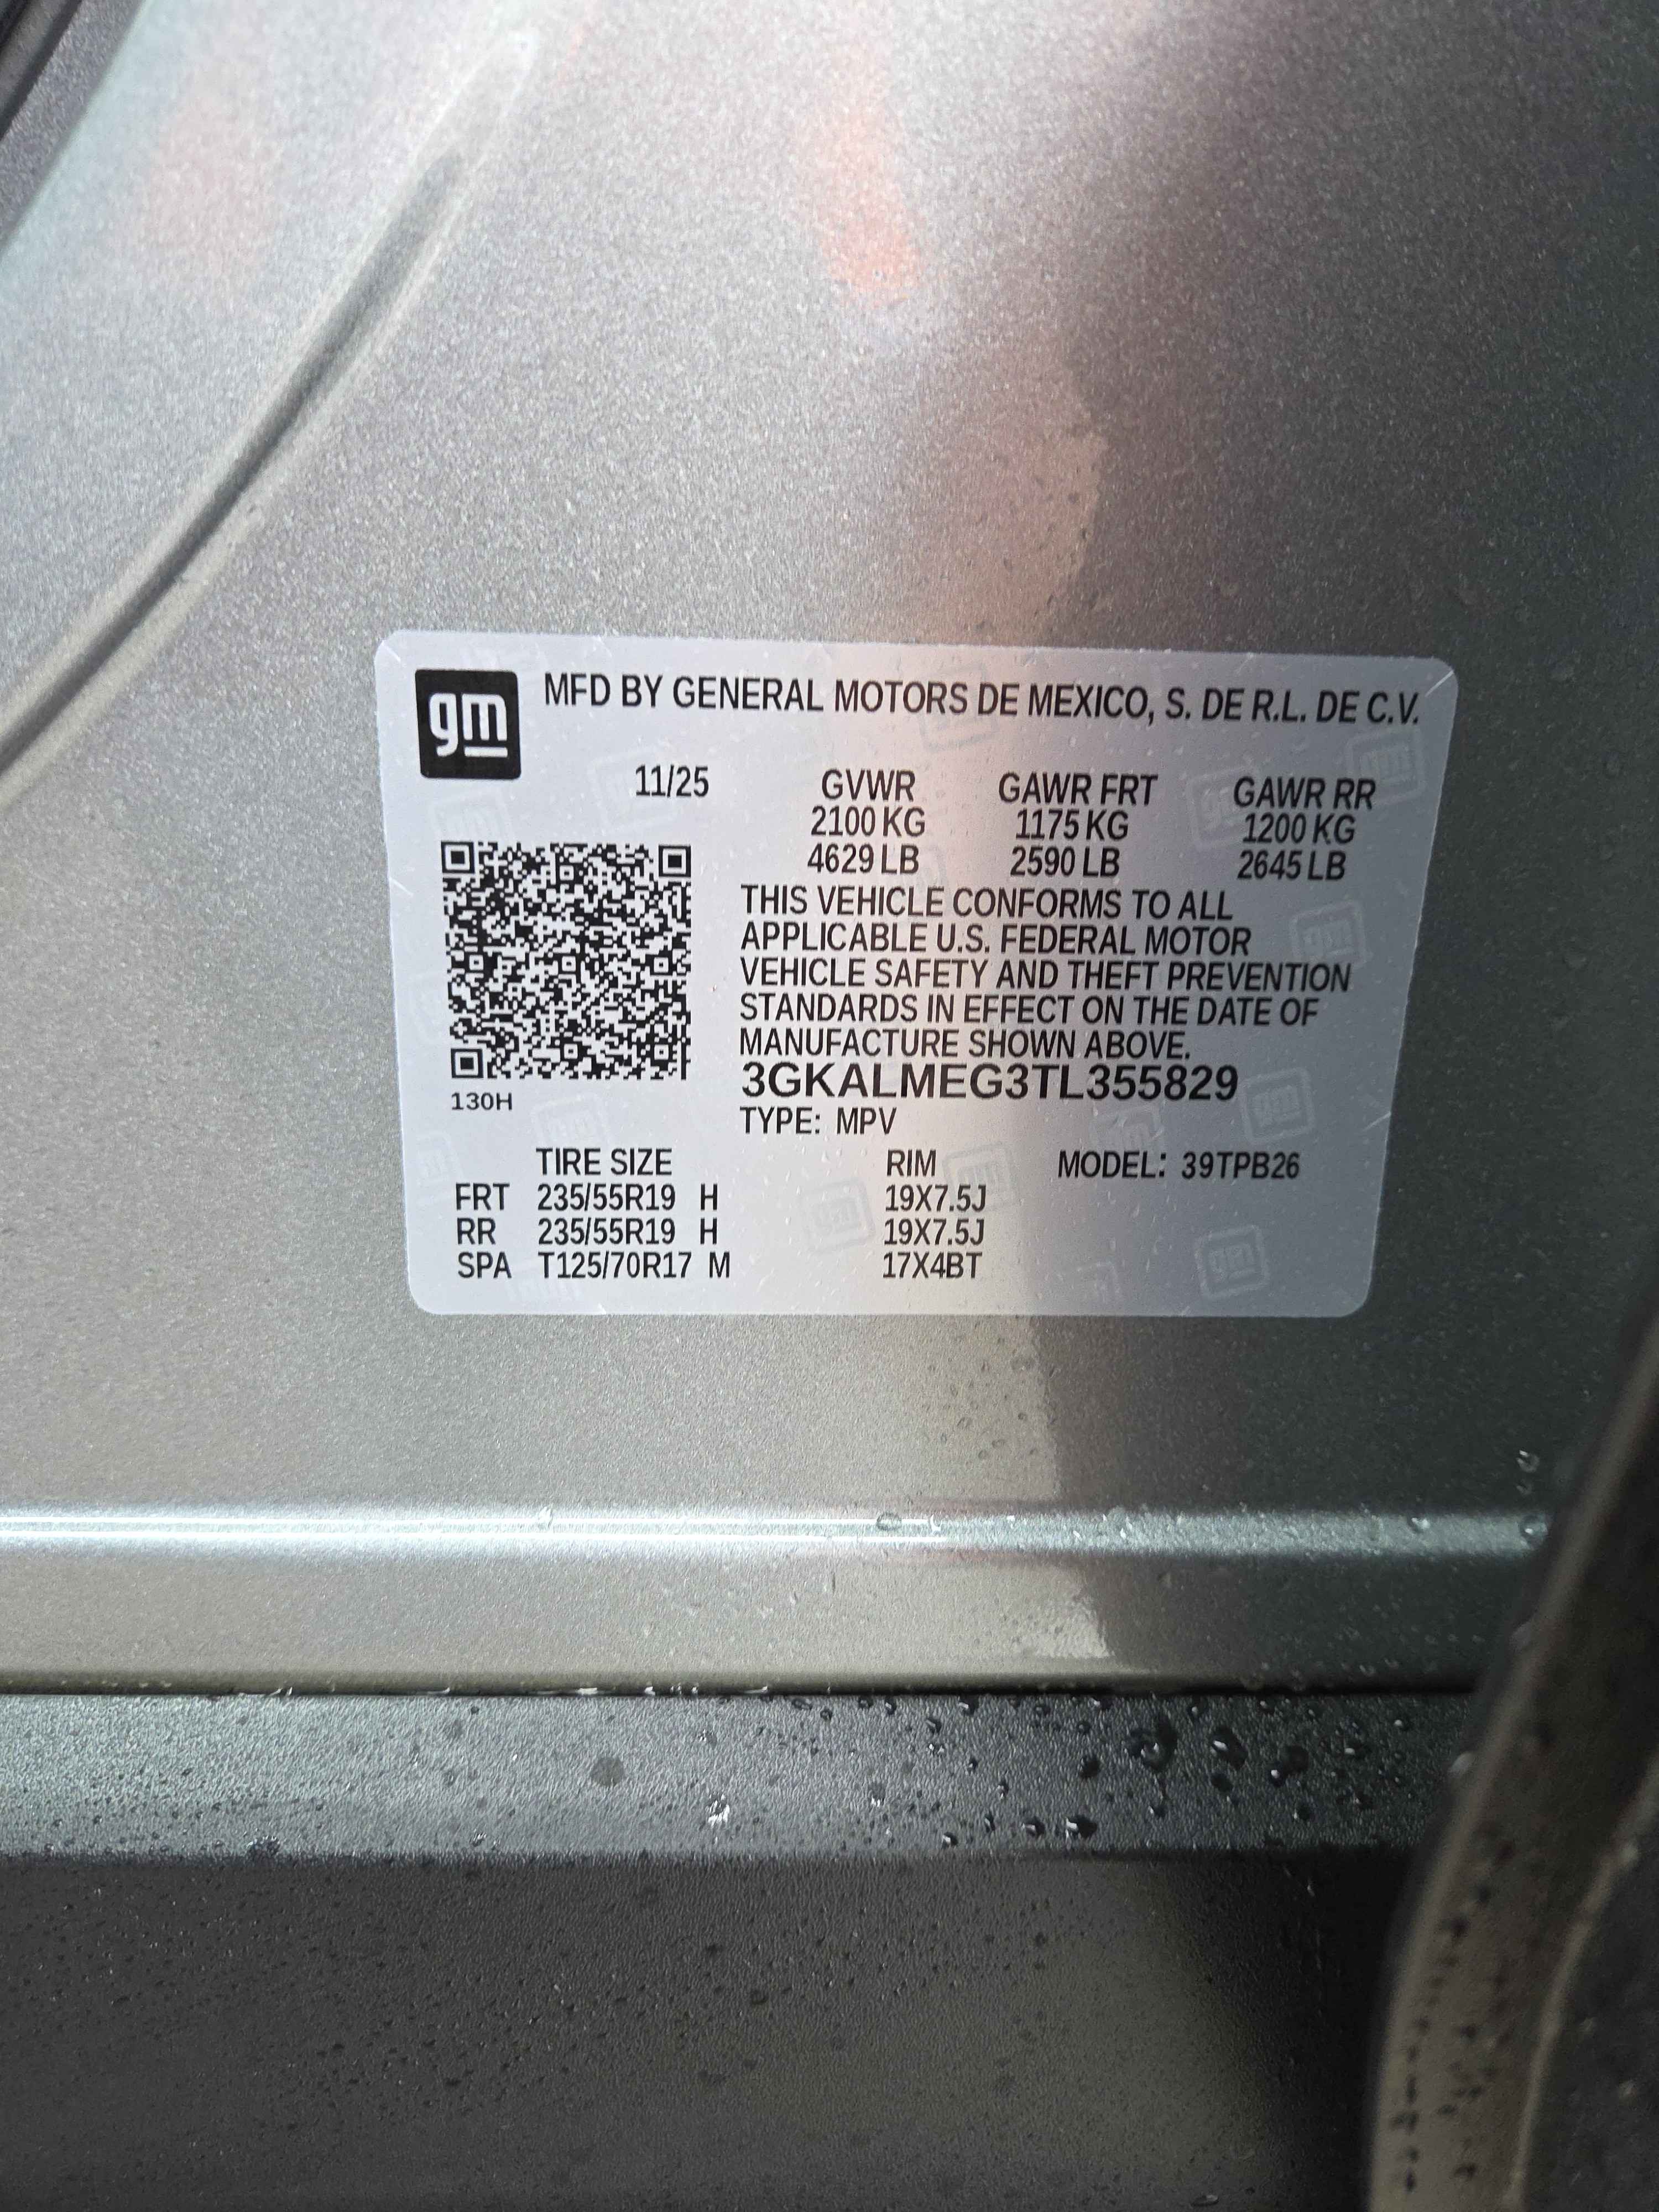 gm MFD BY GENERAL MOTORS DE MEXICO, S. DE R.L. DE C.V.
11/25 GVWR GAWR FRT GAWR RR
2100 KG 1175 KG 1200 KG
4629 LB 2590 LB 2645 LB
THIS VEHICLE CONFORMS TO ALL
APPLICABLE U.S. FEDERAL MOTOR
VEHICLE SAFETY AND THEFT PREVENTION
STANDARDS IN EFFECT ON THE DATE OF
MANUFACTURE SHOWN ABOVE.
3GKALMEG3TL355829
130H
TYPE: MPV
TIRE SIZE RIM MODEL: 39TPB26
FRT 235/55R19 H 19X7.5J
RR 235/55R19 H 19X7.5J
SPA T125/70R17 M 17X4BT